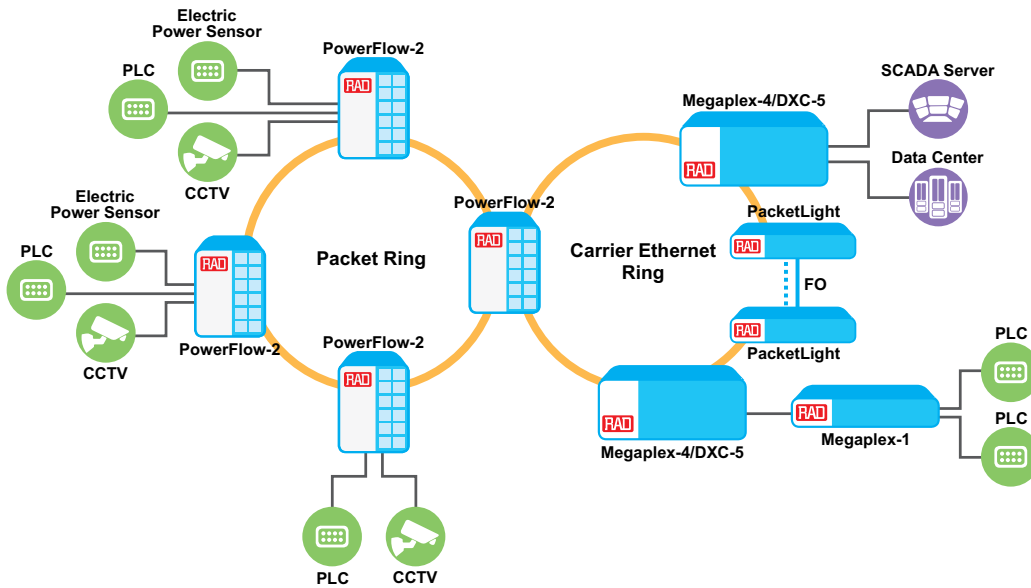 Electric
Power Sensor
PLC
CCTV
PowerFlow-2
RAD
Electric
Power Sensor
PLC
CCTV
RAD
PowerFlow-2
Packet Ring
PowerFlow-2
RAD
PLC
CCTV
PowerFlow-2
RAD
Carrier Ethernet
Ring
Megaplex-4/DXC-5
RAD
SCADA Server
Data Center
PacketLight
RAD
FO
RAD
PacketLight
RAD
Megaplex-4/DXC-5
RAD
Megaplex-1
PLC
PLC